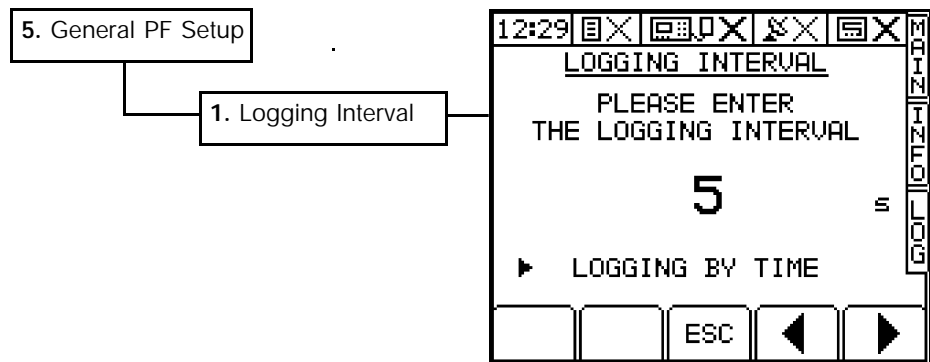 5. General PF Setup
1. Logging Interval
12:29
LOGGING INTERVAL
PLEASE ENTER
THE LOGGING INTERVAL
5 s
LOGGING BY TIME
ESC
MAIN
INFO
LOG